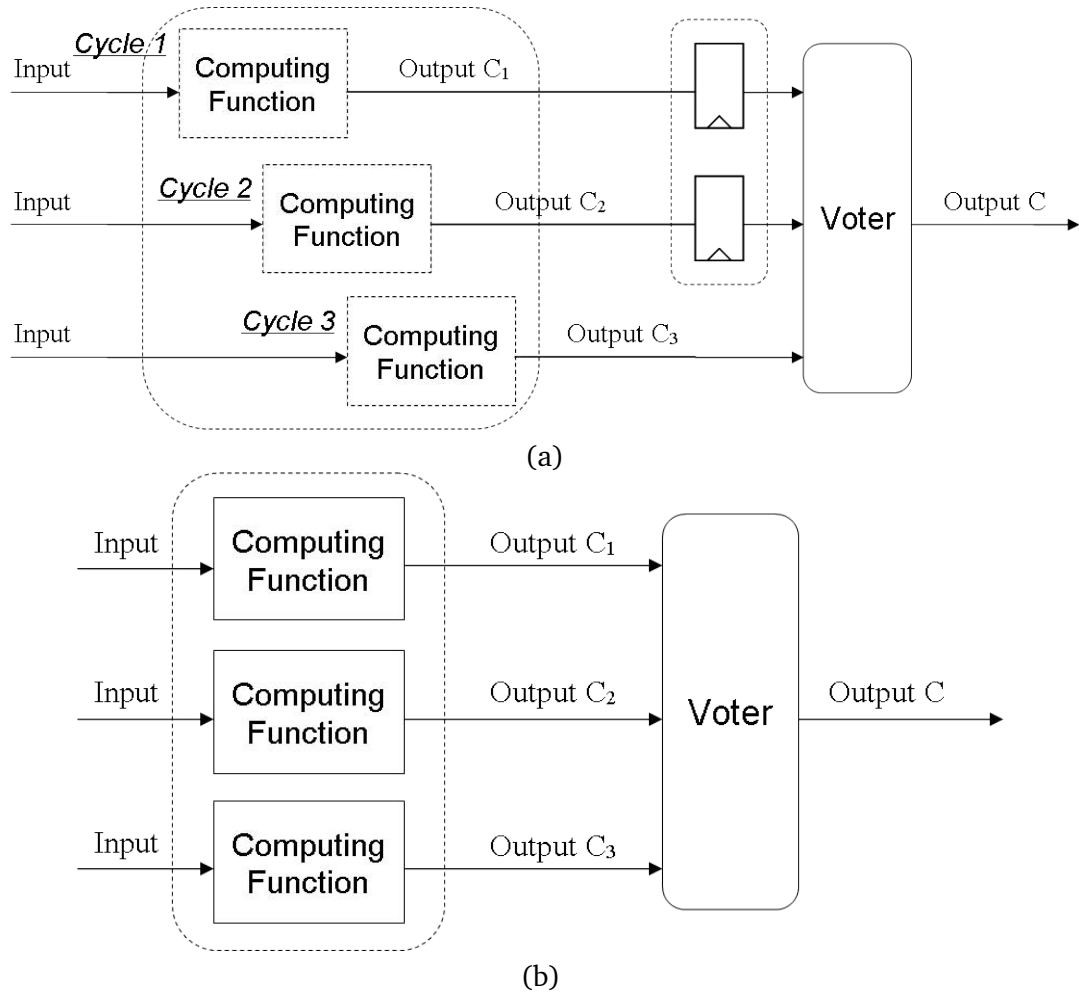 Cycle 1
Input
Computing
Function
Output C₁
Cycle 2
Input
Computing
Function
Output C₂
Voter
Output C
Cycle 3
Input
Computing
Function
Output C₃
(a)
Input
Computing
Function
Output C₁
Input
Computing
Function
Output C₂
Voter
Output C
Input
Computing
Function
Output C₃
(b)